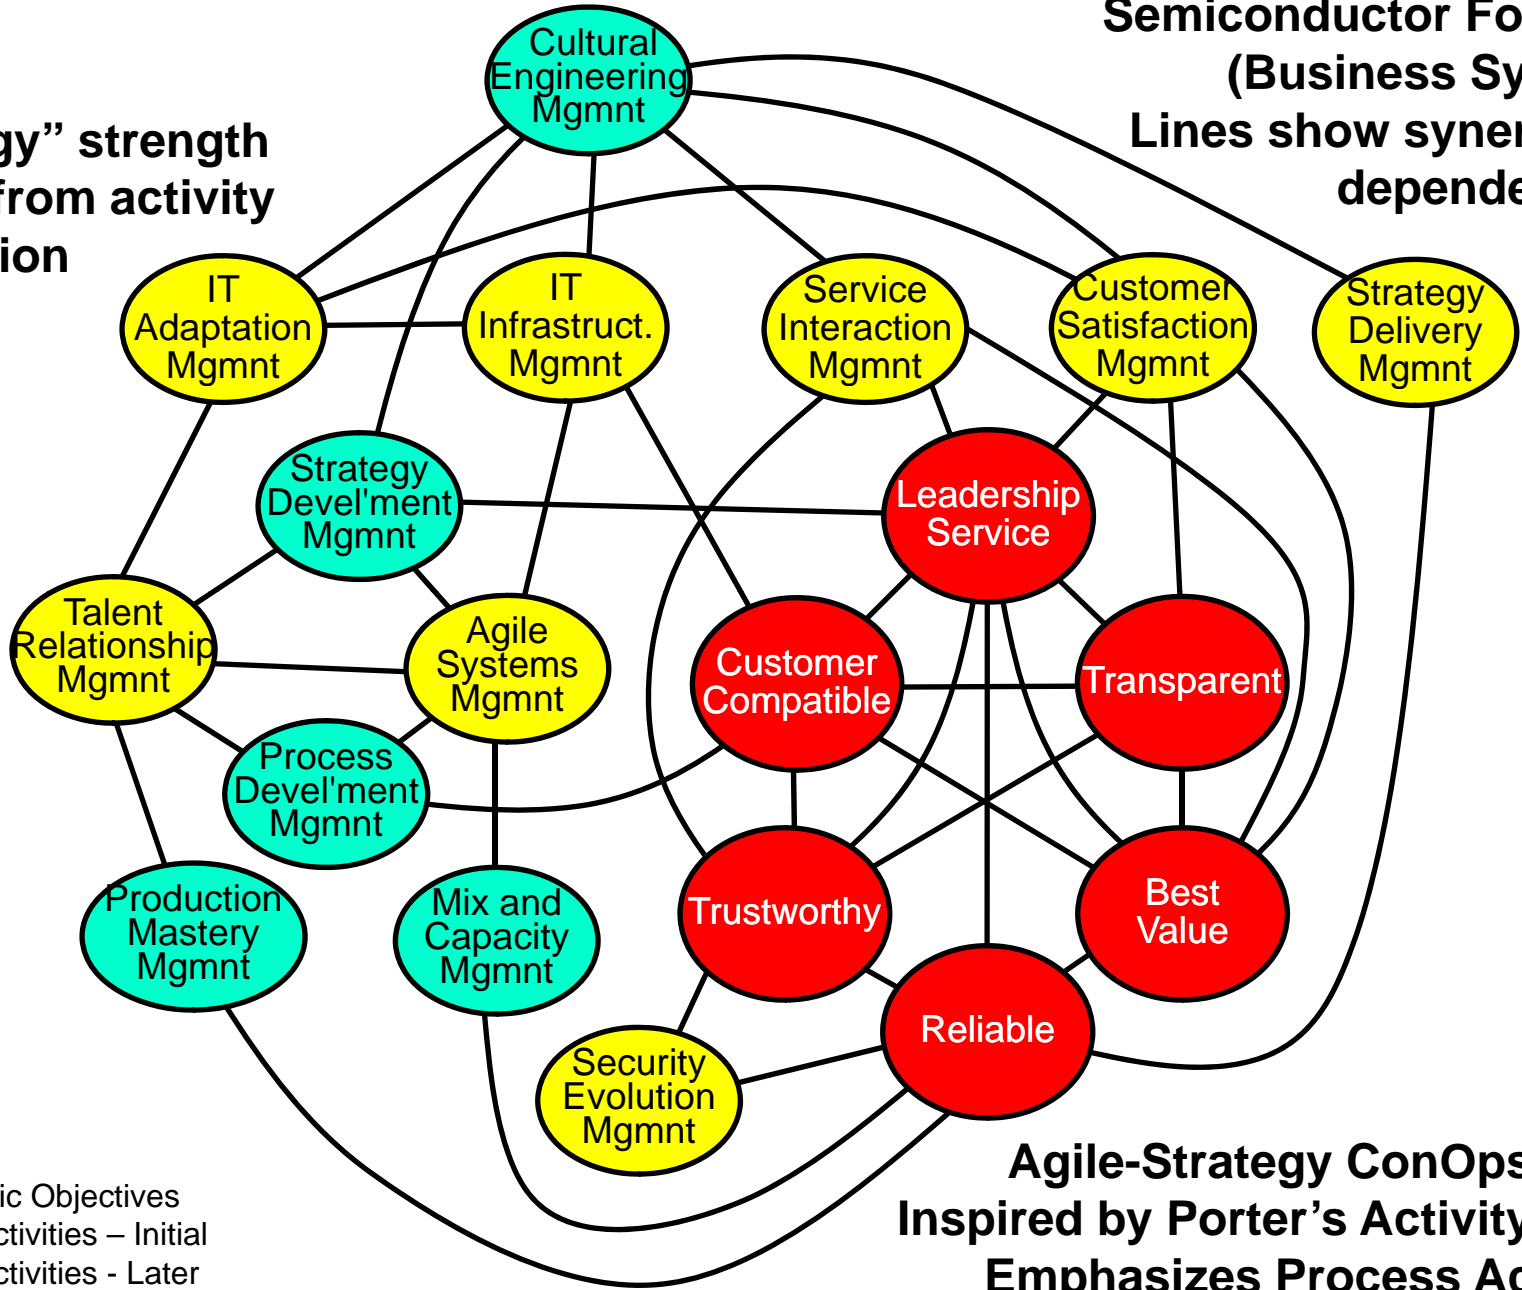 Semiconductor Fo
(Business Sy
Lines show syner
depende
gy” strength
from activity
ion
Cultural
Engineering
Mgmnt
IT
Adaptation
Mgmnt
IT
Infrastruct.
Mgmnt
Service
Interaction
Mgmnt
Customer
Satisfaction
Mgmnt
Strategy
Delivery
Mgmnt
Strategy
Devel'ment
Mgmnt
Leadership
Service
Talent
Relationship
Mgmnt
Agile
Systems
Mgmnt
Customer
Compatible
Transparent
Process
Devel'ment
Mgmnt
Production
Mastery
Mgmnt
Mix and
Capacity
Mgmnt
Trustworthy
Best
Value
Reliable
Security
Evolution
Mgmnt
ic Objectives
ctivities – Initial
ctivities - Later
Agile-Strategy ConOps
Inspired by Porter’s Activity
Emphasizes Process Ac